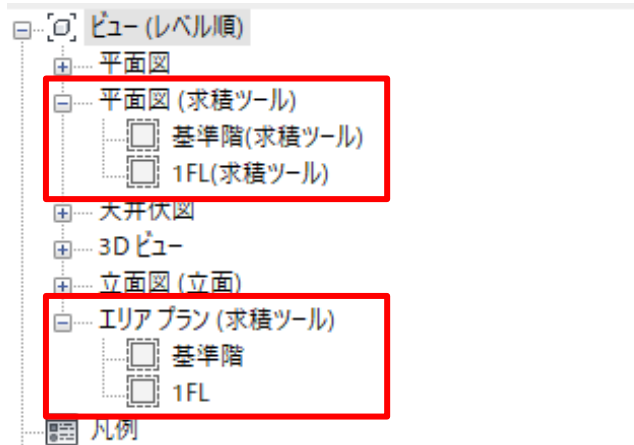 ビュー (レベル順)
平面図
平面図 (求積ツール)
基準階(求積ツール)
1FL(求積ツール)
天井伏図
3D ビュー
立面図 (立面)
エリア プラン (求積ツール)
基準階
1FL
凡例